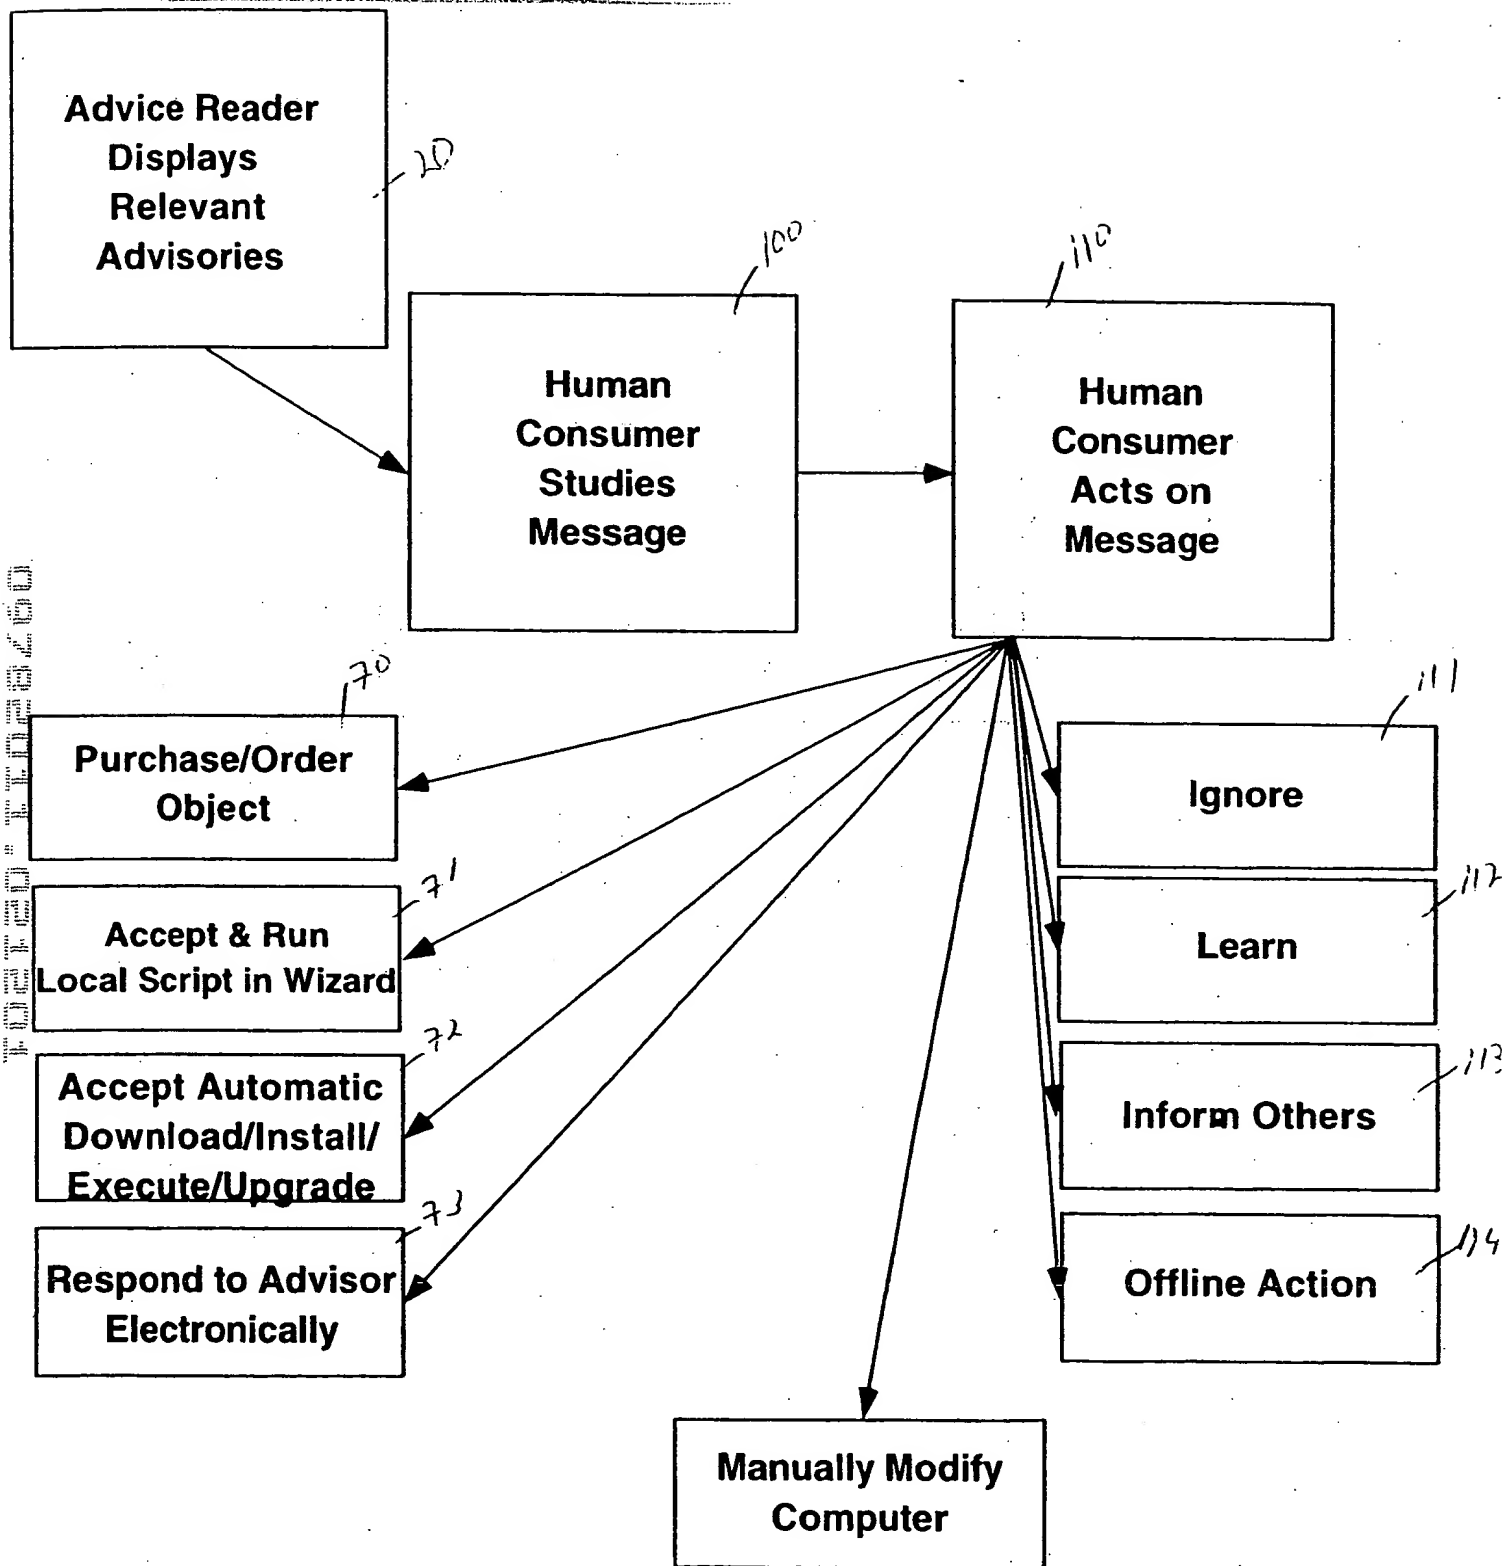 Advice Reader
Displays
Relevant
Advisories
20
100
Human
Consumer
Studies
Message
110
Human
Consumer
Acts on
Message
70
Purchase/Order
Object
71
Accept & Run
Local Script in Wizard
72
Accept Automatic
Download/Install/
Execute/Upgrade
73
Respond to Advisor
Electronically
111
Ignore
112
Learn
113
Inform Others
114
Offline Action
Manually Modify
Computer